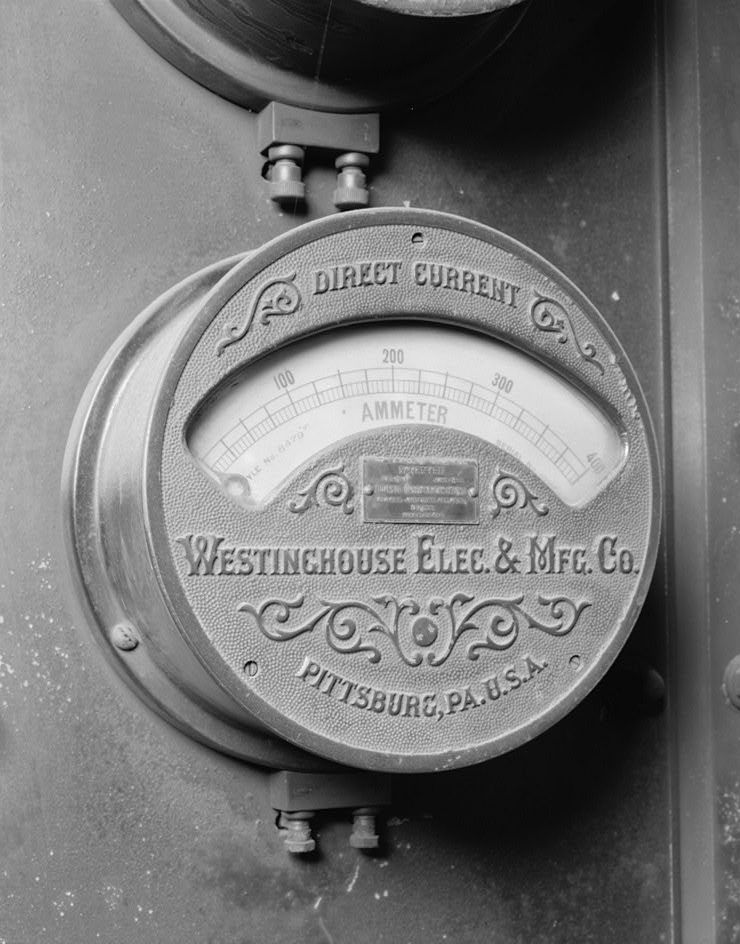 DIRECT CURRENT
100 200 300 400
AMMETER
WESTINGHOUSE ELEC. & MFG. CO.
PITTSBURG, PA. U.S.A.